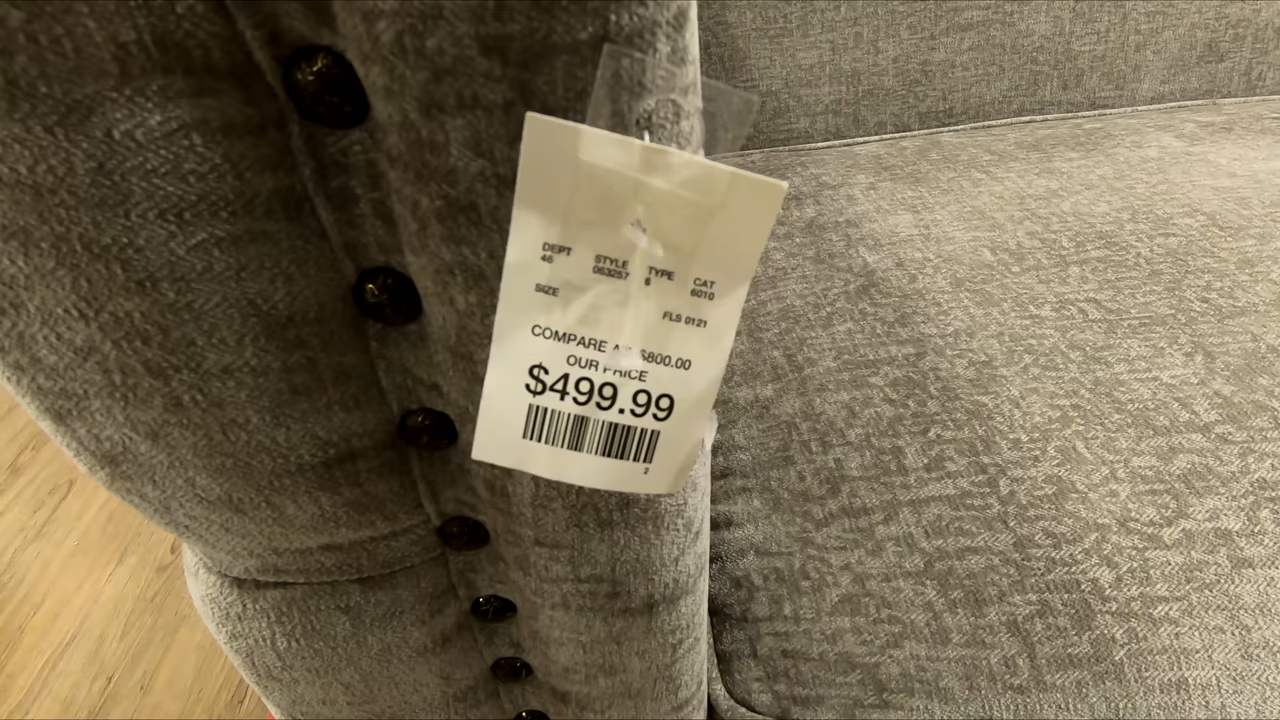 DEPT STYLE TYPE CAT
46 063257 6 6010
SIZE
FLS 0121
COMPARE $800.00
OUR PRICE
$499.99
2